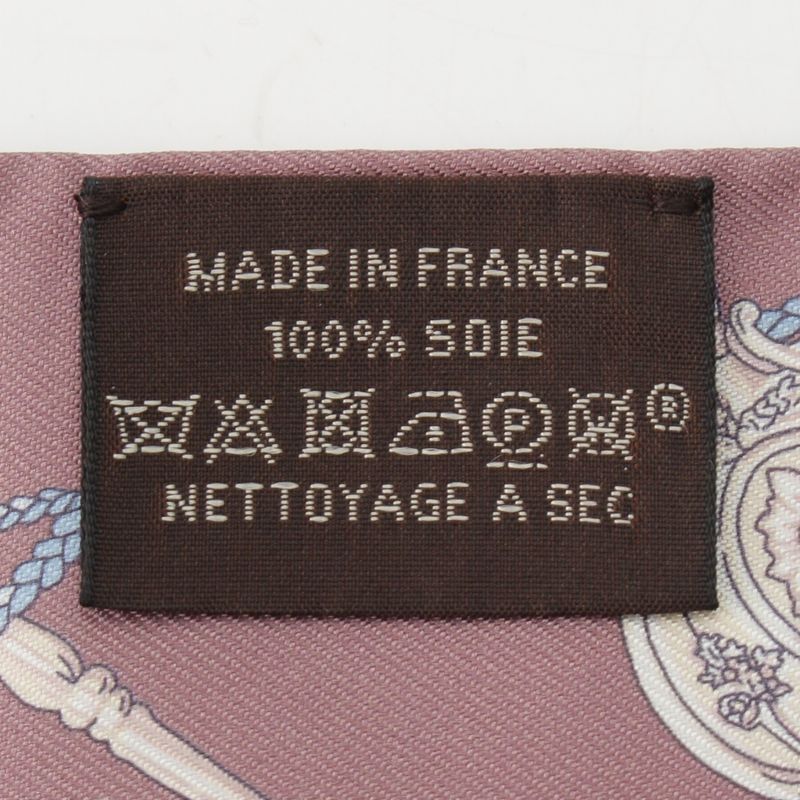 MADE IN FRANCE
100% SOIE
P ®
NETTOYAGE A SEC